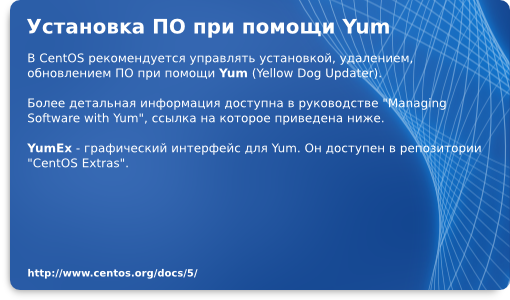 Установка ПО при помощи Yum
В CentOS рекомендуется управлять установкой, удалением,
обновлением ПО при помощи Yum (Yellow Dog Updater).
Более детальная информация доступна в руководстве "Managing
Software with Yum", ссылка на которое приведена ниже.
YumEx - графический интерфейс для Yum. Он доступен в репозитории
"CentOS Extras".
http://www.centos.org/docs/5/